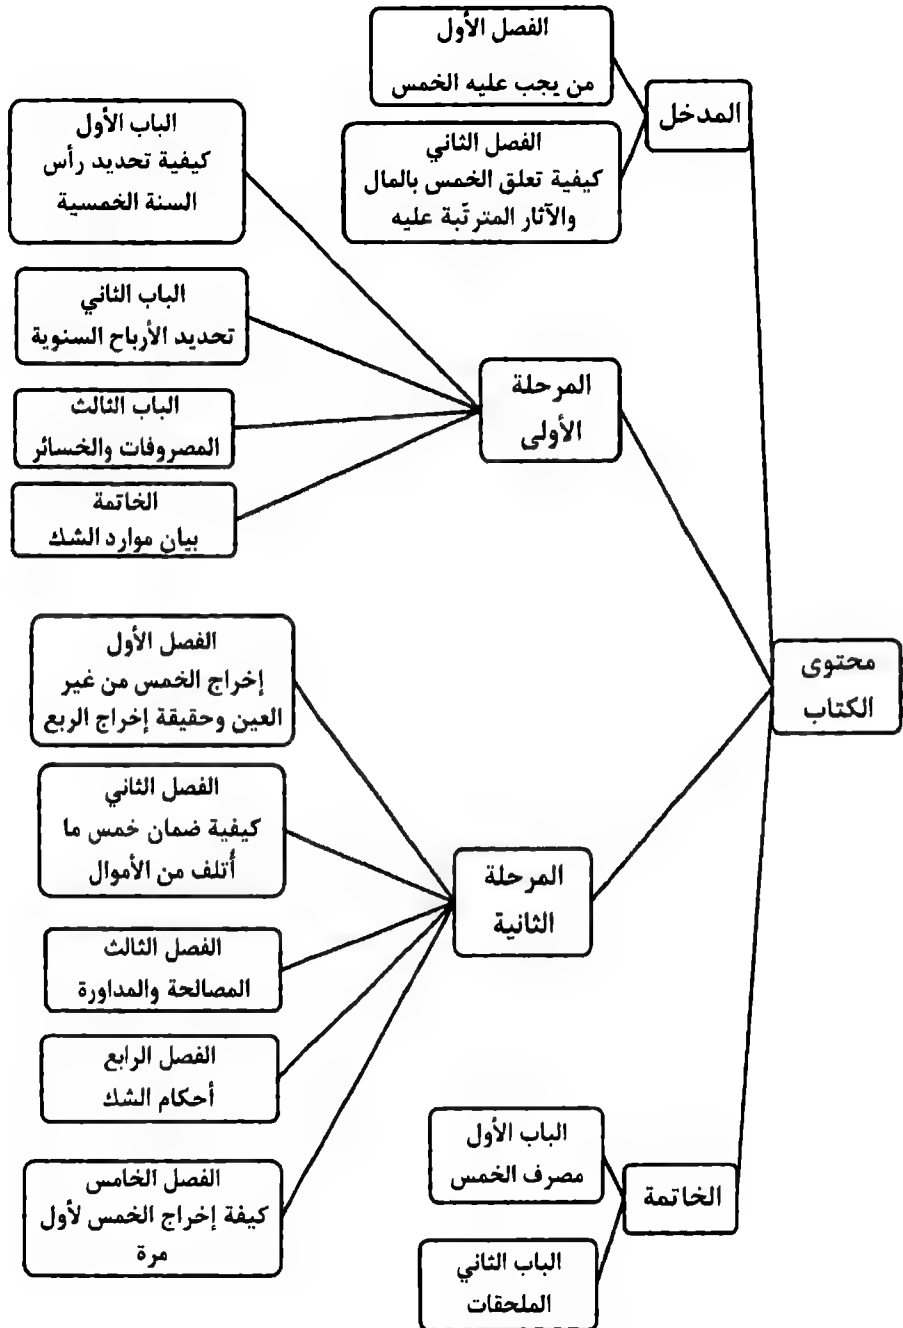 محتوى
الكتاب
المدخل
الفصل الأول
من يجب عليه الخمس
الفصل الثاني
كيفية تعلق الخمس بالمال
والآثار المترتّبة عليه
المرحلة
الأولى
الباب الأول
كيفية تحديد رأس
السنة الخمسية
الباب الثاني
تحديد الأرباح السنوية
الباب الثالث
المصروفات والخسائر
الخاتمة
بيان موارد الشك
المرحلة
الثانية
الفصل الأول
إخراج الخمس من غير
العين وحقيقة إخراج الربع
الفصل الثاني
كيفية ضمان خمس ما
أُتلف من الأموال
الفصل الثالث
المصالحة والمداورة
الفصل الرابع
أحكام الشك
الفصل الخامس
كيفة إخراج الخمس لأول
مرة
الخاتمة
الباب الأول
مصرف الخمس
الباب الثاني
الملحقات